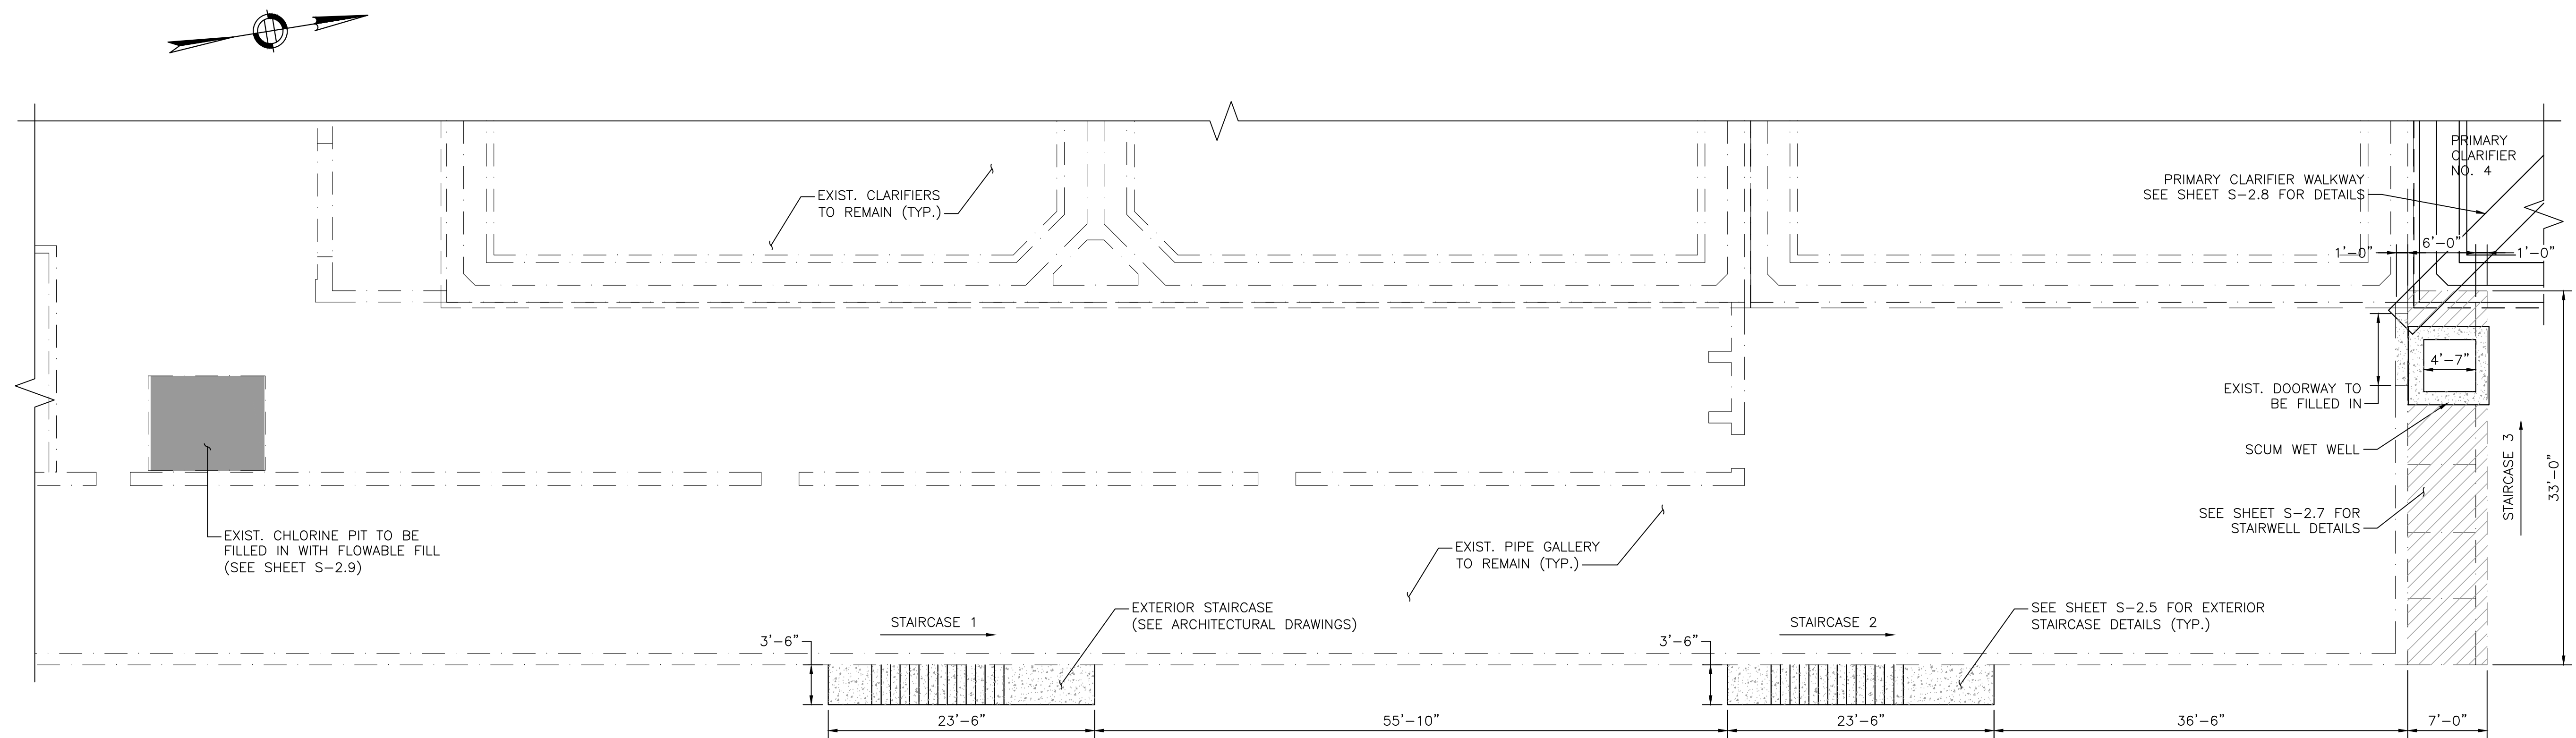 PRIMARY
CLARIFIER
NO. 4
PRIMARY CLARIFIER WALKWAY
SEE SHEET S-2.8 FOR DETAILS
EXIST. CLARIFIERS
TO REMAIN (TYP.)
1'-0"
6'-0"
1'-0"
4'-7"
EXIST. DOORWAY TO
BE FILLED IN
SCUM WET WELL
STAIRCASE 3
33'-0"
SEE SHEET S-2.7 FOR
STAIRWELL DETAILS
EXIST. CHLORINE PIT TO BE
FILLED IN WITH FLOWABLE FILL
(SEE SHEET S-2.9)
EXIST. PIPE GALLERY
TO REMAIN (TYP.)
STAIRCASE 1
EXTERIOR STAIRCASE
(SEE ARCHITECTURAL DRAWINGS)
STAIRCASE 2
SEE SHEET S-2.5 FOR EXTERIOR
STAIRCASE DETAILS (TYP.)
3'-6"
3'-6"
23'-6"
55'-10"
23'-6"
36'-6"
7'-0"